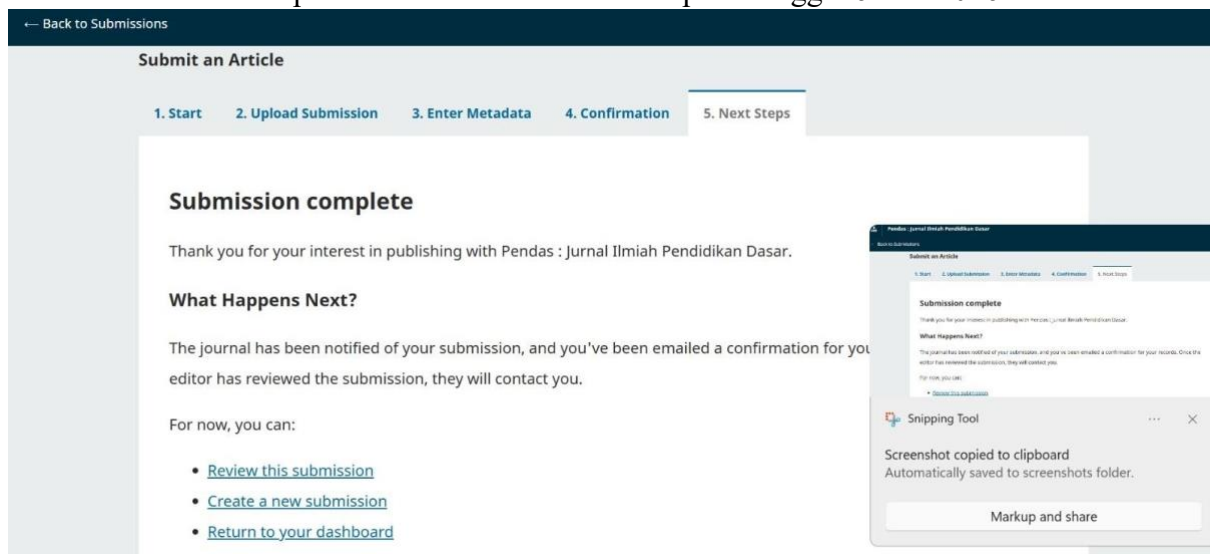 ← Back to Submissions
Submit an Article
1. Start 2. Upload Submission 3. Enter Metadata 4. Confirmation 5. Next Steps
Submission complete
Thank you for your interest in publishing with Pendas : Jurnal Ilmiah Pendidikan Dasar.
What Happens Next?
The journal has been notified of your submission, and you've been emailed a confirmation for you
editor has reviewed the submission, they will contact you.
For now, you can:
• Review this submission
• Create a new submission
• Return to your dashboard
Pendas : Jurnal Ilmiah Pendidikan Dasar
Back to Submissions
Submit an Article
1. Start 2. Upload Submission 3. Enter Metadata 4. Confirmation 5. Next Steps
Submission complete
Thank you for your interest in publishing with Pendas : Jurnal Ilmiah Pendidikan Dasar.
What Happens Next?
The journal has been notified of your submission, and you've been emailed a confirmation for your records. Once the
editor has reviewed the submission, they will contact you.
For now, you can:
• Review this submission
Snipping Tool
Screenshot copied to clipboard
Automatically saved to screenshots folder.
Markup and share